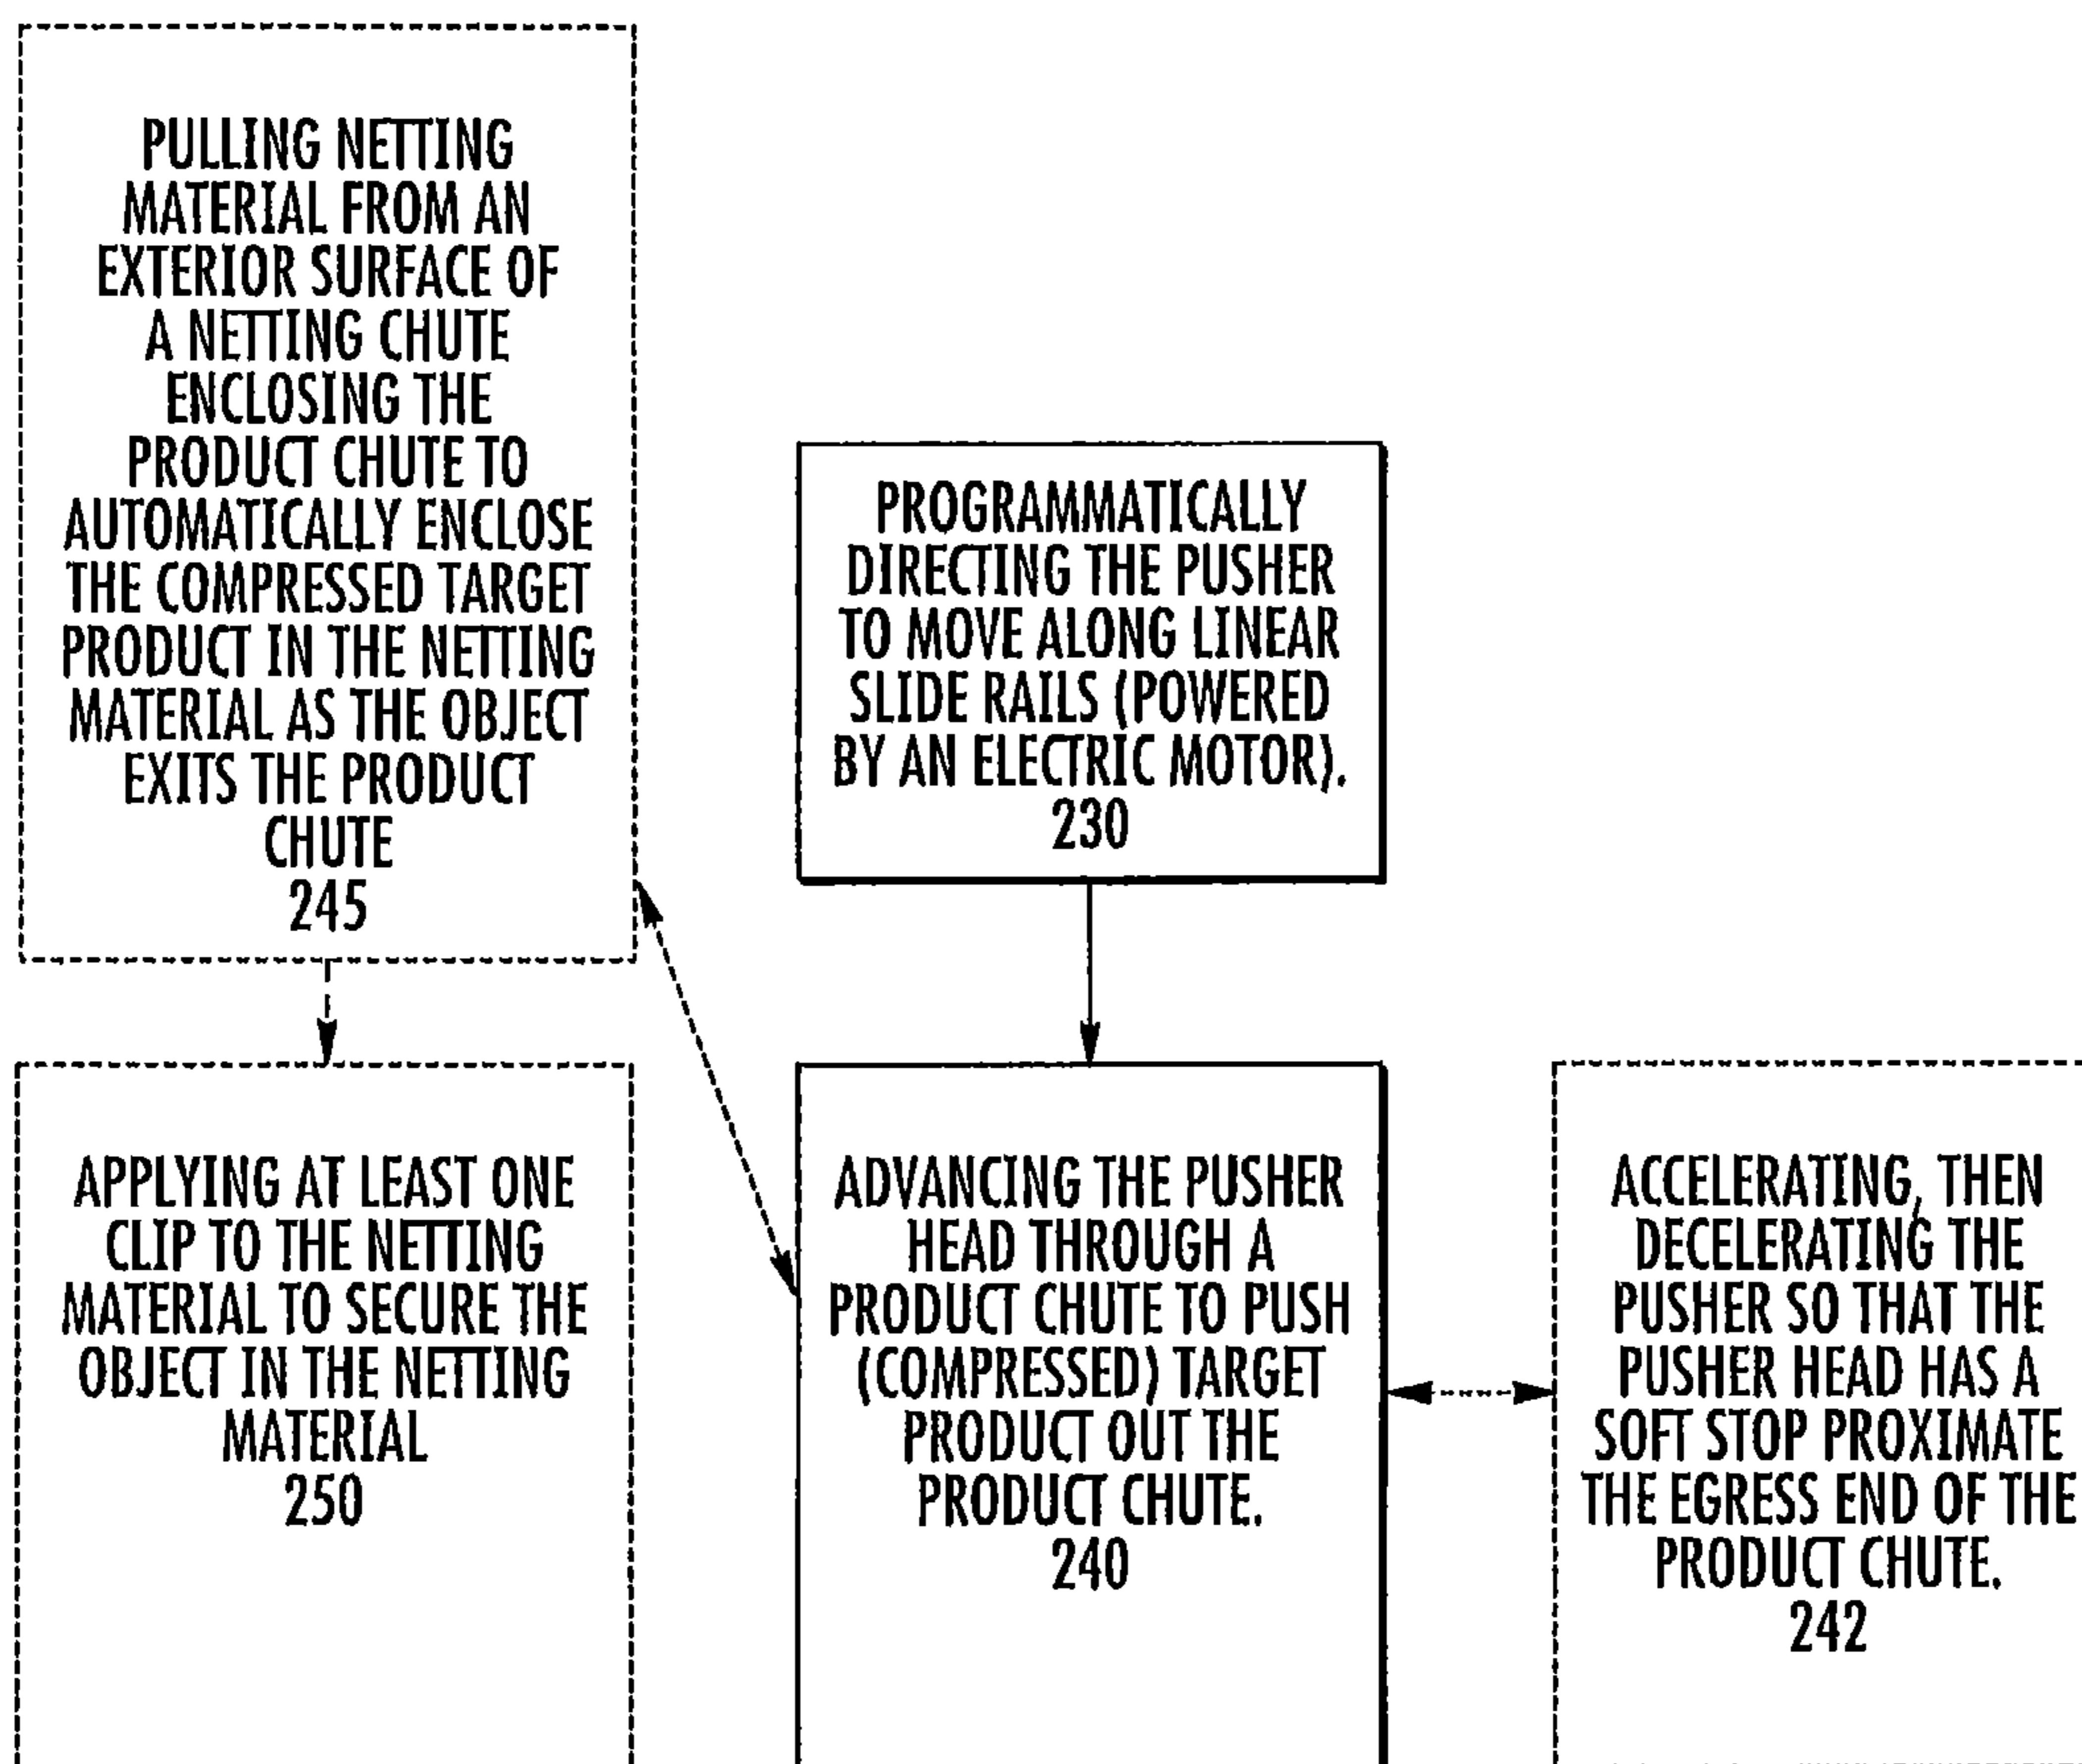 PULLING NETTING
MATERIAL FROM AN
EXTERIOR SURFACE OF
A NETTING CHUTE
ENCLOSING THE
PRODUCT CHUTE TO
AUTOMATICALLY ENCLOSE
THE COMPRESSED TARGET
PRODUCT IN THE NETTING
MATERIAL AS THE OBJECT
EXITS THE PRODUCT
CHUTE
245
PROGRAMMATICALLY
DIRECTING THE PUSHER
TO MOVE ALONG LINEAR
SLIDE RAILS (POWERED
BY AN ELECTRIC MOTOR).
230
APPLYING AT LEAST ONE
CLIP TO THE NETTING
MATERIAL TO SECURE THE
OBJECT IN THE NETTING
MATERIAL
250
ADVANCING THE PUSHER
HEAD THROUGH A
PRODUCT CHUTE TO PUSH
(COMPRESSED) TARGET
PRODUCT OUT THE
PRODUCT CHUTE.
240
ACCELERATING, THEN
DECELERATING THE
PUSHER SO THAT THE
PUSHER HEAD HAS A
SOFT STOP PROXIMATE
THE EGRESS END OF THE
PRODUCT CHUTE.
242